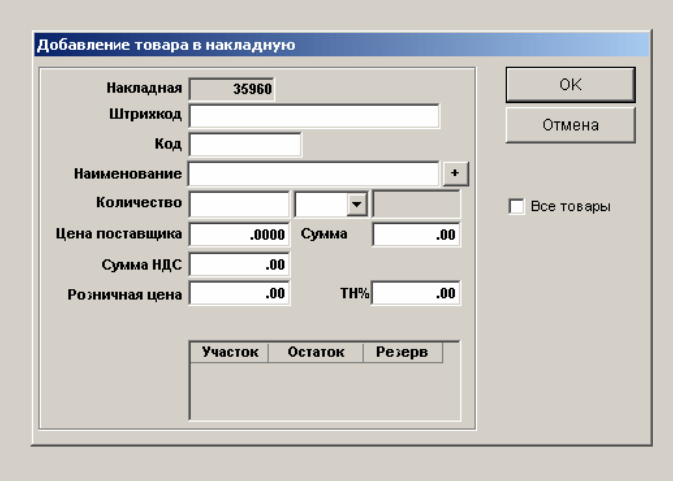 Добавление товара в накладную
Накладная 35960
Штрихкод
Код
Наименование +
Количество
Цена поставщика .0000 Сумма .00
Сумма НДС .00
Розничная цена .00 ТН% .00
Участок Остаток Резерв
OK
Отмена
Все товары